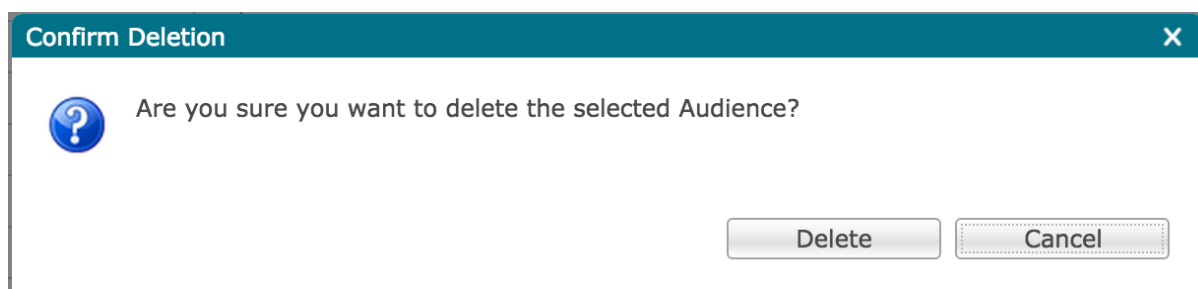 Confirm Deletion
Are you sure you want to delete the selected Audience?
Delete Cancel